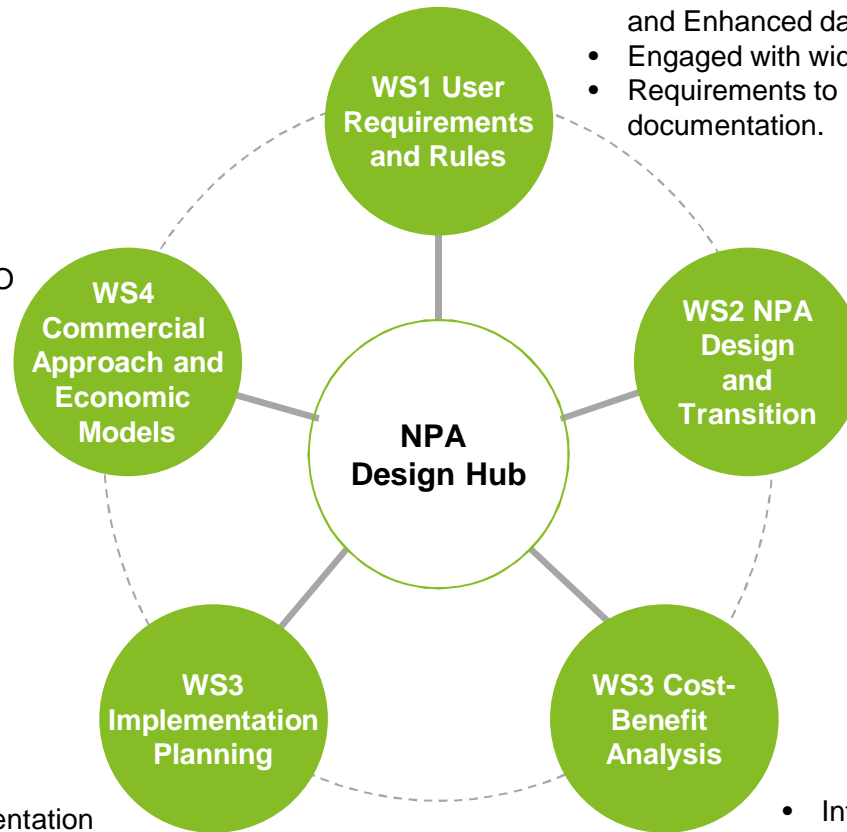 and Enhanced da
• Engaged with wid
• Requirements to
documentation.
WS1 User
Requirements
and Rules
O
WS4
Commercial
Approach and
Economic
Models
WS2 NPA
Design
and
Transition
NPA
Design Hub
WS3
Implementation
Planning
WS3 Cost-
Benefit
Analysis
entation
• Int